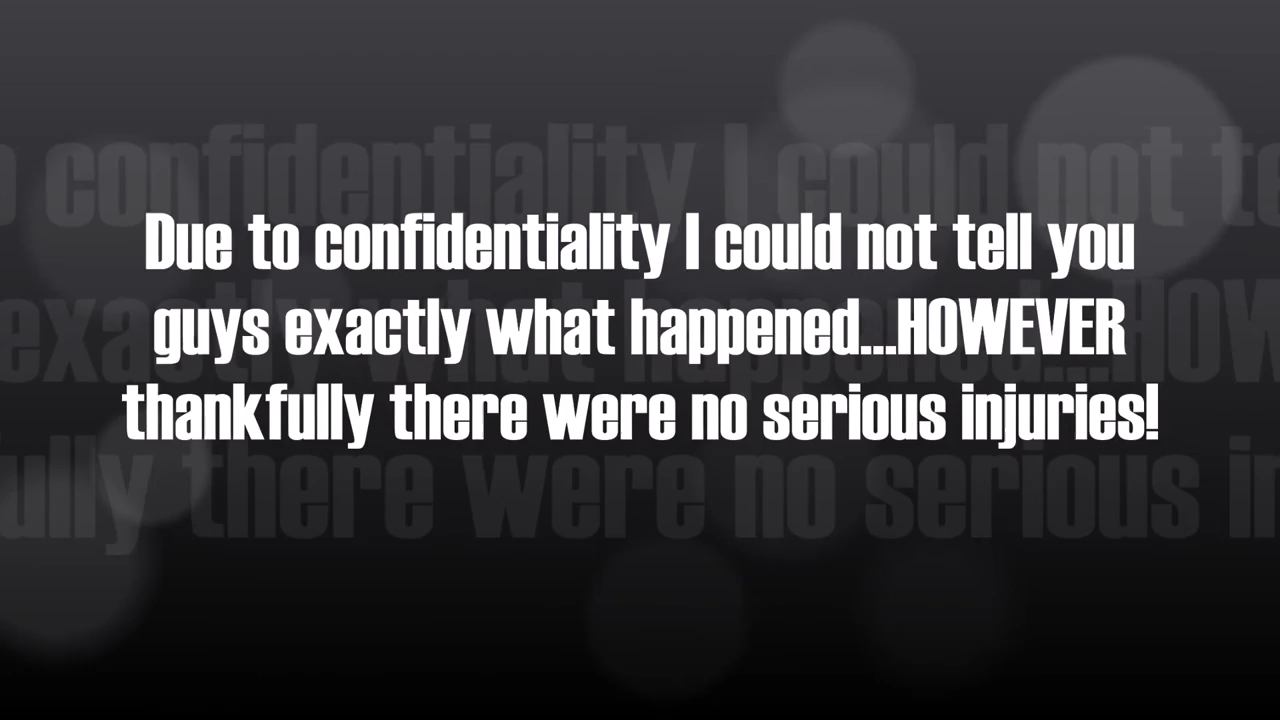 Due to confidentiality I could not tell you
guys exactly what happened...HOWEVER
thankfully there were no serious injuries!